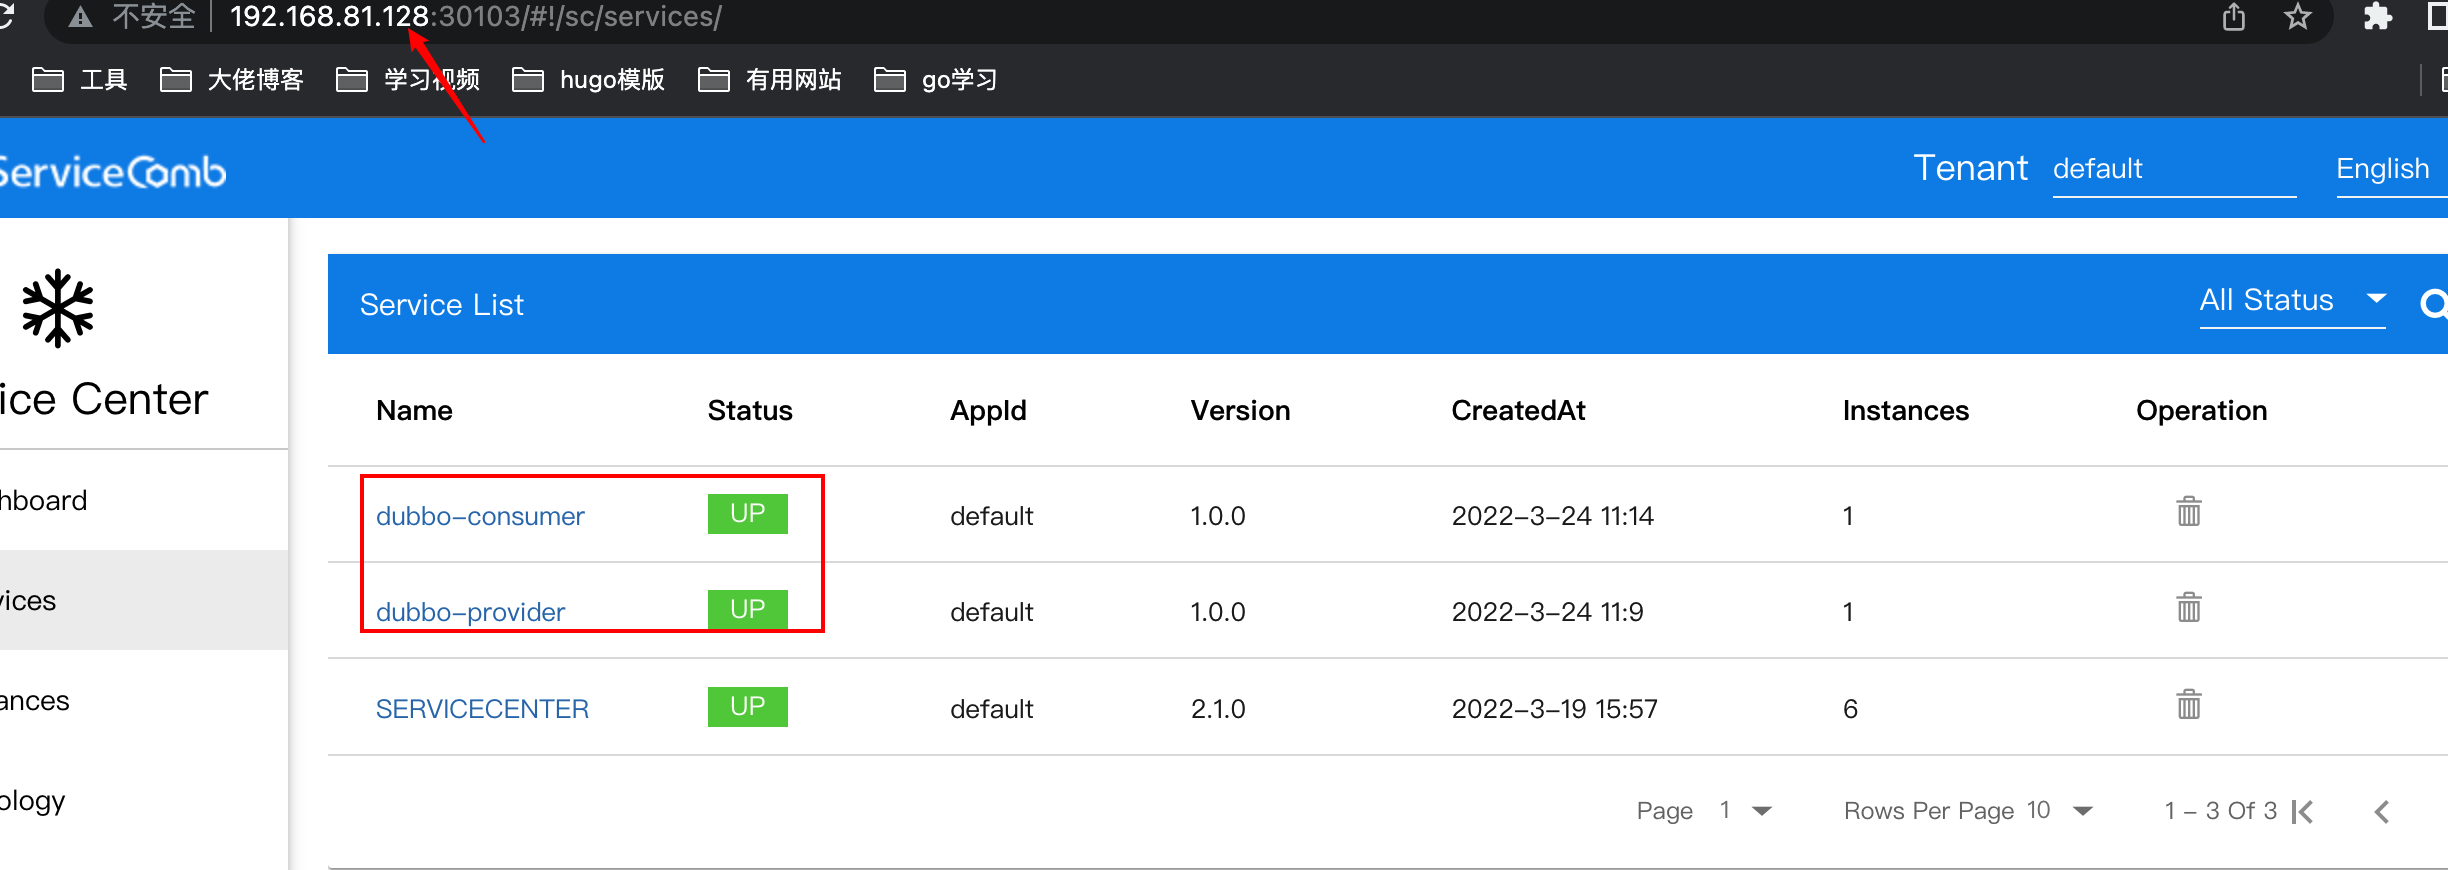 不安全 192.168.81.128:30103/#!/sc/services/
工具 大佬博客 学习视频 hugo模版 有用网站 go学习
ServiceComb Tenant default English
Service List All Status
ice Center
Name Status AppId Version CreatedAt Instances Operation
hboard
dubbo-consumer UP default 1.0.0 2022-3-24 11:14 1
vices
dubbo-provider UP default 1.0.0 2022-3-24 11:9 1
ances
SERVICECENTER UP default 2.1.0 2022-3-19 15:57 6
ology
Page 1 Rows Per Page 10 1 - 3 Of 3